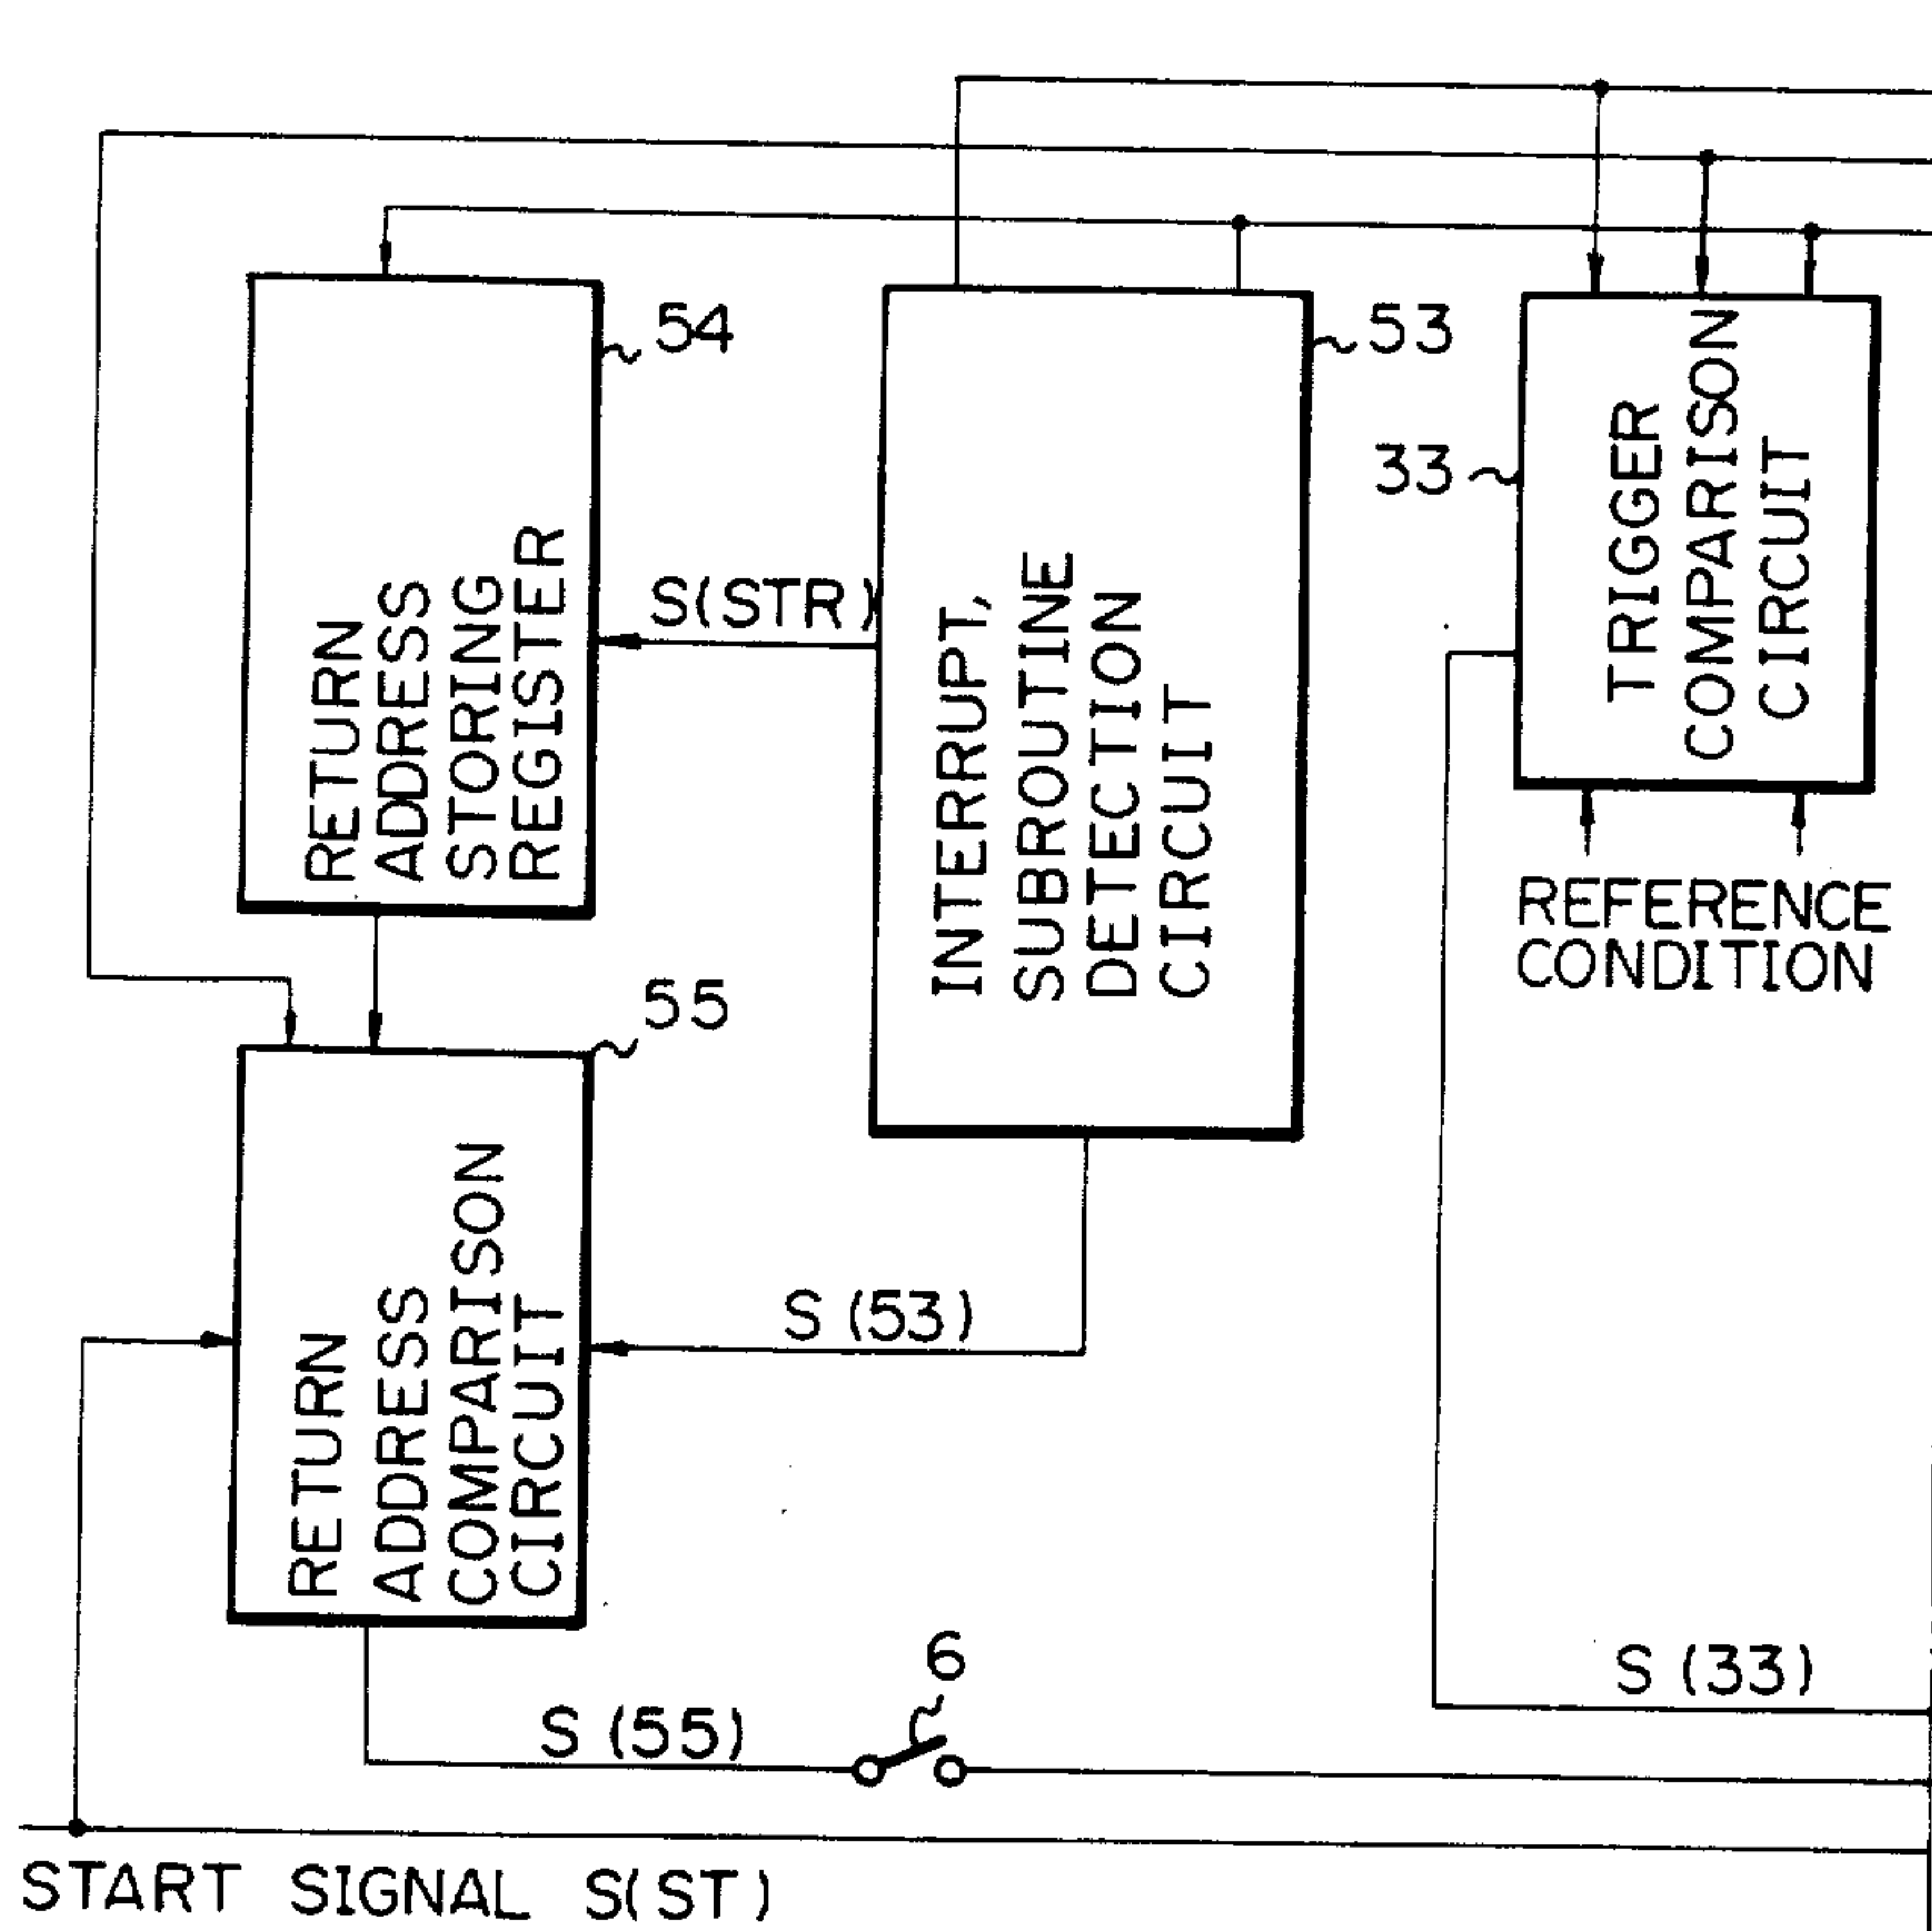 54
53
33
RETURN
ADDRESS
STORING
REGISTER
S(STR)
INTERRUPT,
SUBROUTINE
DETECTION
CIRCUIT
TRIGGER
COMPARISON
CIRCUIT
REFERENCE
CONDITION
55
RETURN
ADDRESS
COMPARISON
CIRCUIT
S (53)
6
S (33)
S (55)
START SIGNAL S(ST)